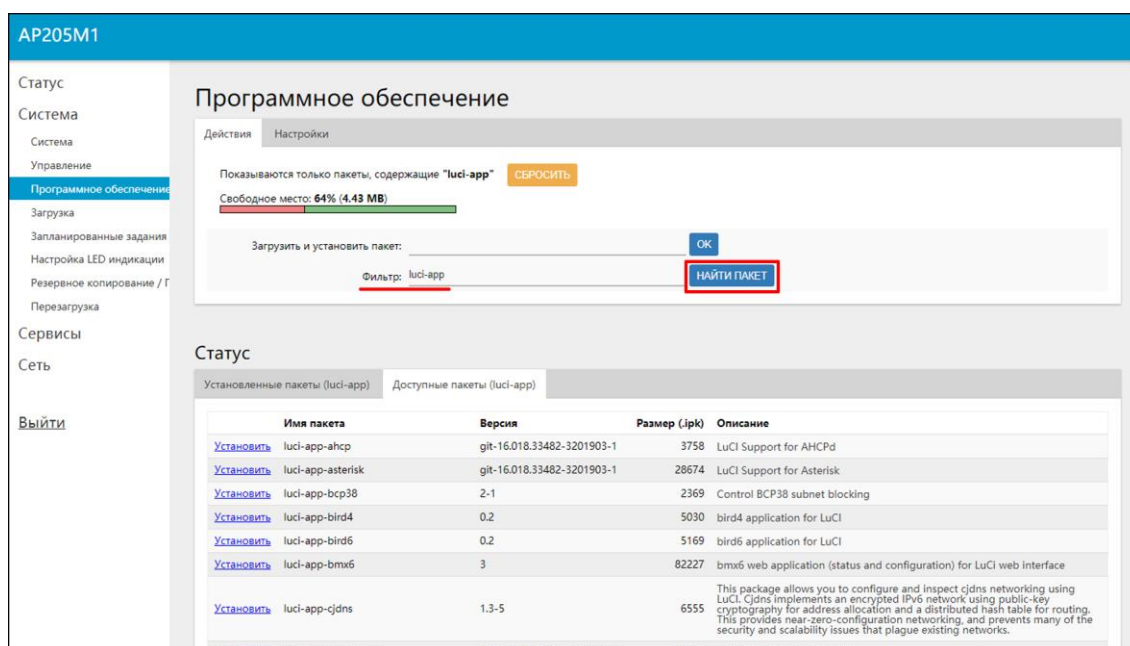 AP205M1
Статус
Система
Система
Управление
Программное обеспечение
Загрузка
Запланированные задания
Настройка LED индикации
Резервное копирование / П
Перезагрузка
Сервисы
Сеть
Выйти
Программное обеспечение
Действия Настройки
Показываются только пакеты, содержащие "luci-app" СБРОСИТЬ
Свободное место: 64% (4.43 MB)
Загрузить и установить пакет: OK
Фильтр: luci-app НАЙТИ ПАКЕТ
Статус
Установленные пакеты (luci-app) Доступные пакеты (luci-app)
Имя пакета Версия Размер (.ipk) Описание
Установить luci-app-ahcp git-16.018.33482-3201903-1 3758 LuCI Support for AHCPd
Установить luci-app-asterisk git-16.018.33482-3201903-1 28674 LuCI Support for Asterisk
Установить luci-app-bcp38 2-1 2369 Control BCP38 subnet blocking
Установить luci-app-bird4 0.2 5030 bird4 application for LuCI
Установить luci-app-bird6 0.2 5169 bird6 application for LuCI
Установить luci-app-bmx6 3 82227 bmx6 web application (status and configuration) for LuCi web interface
Установить luci-app-cjdns 1.3-5 6555 This package allows you to configure and inspect cjdns networking using
LuCI. Cjdns implements an encrypted IPv6 network using public-key
cryptography for address allocation and a distributed hash table for routing.
This provides near-zero-configuration networking, and prevents many of the
security and scalability issues that plague existing networks.